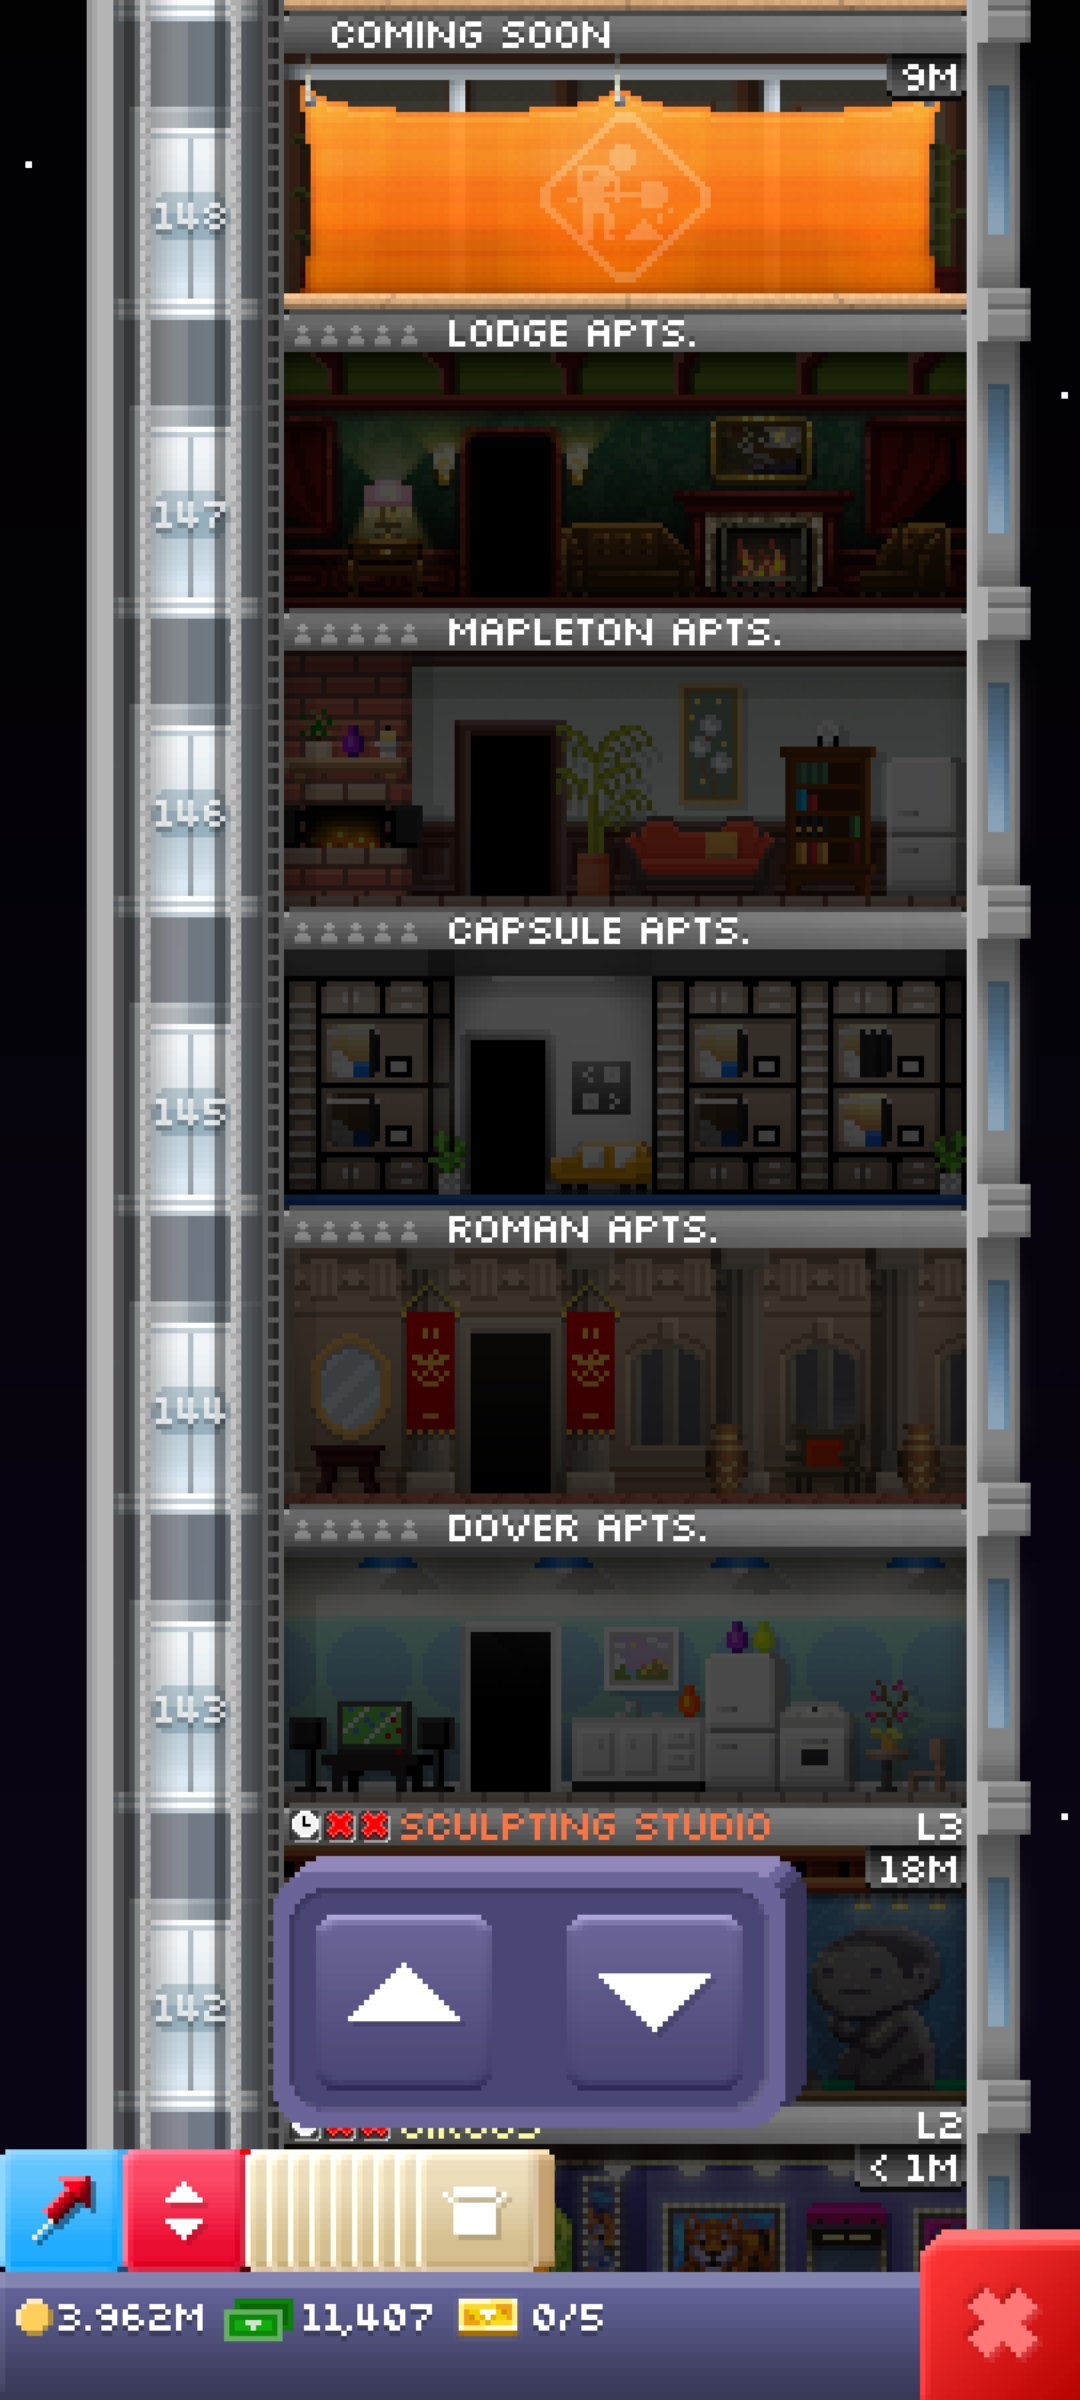 COMING SOON
9M
148
LODGE APTS.
147
MAPLETON APTS.
146
CAPSULE APTS.
145
ROMAN APTS.
144
DOVER APTS.
143
SCULPTING STUDIO L3
18M
142
L2
< 1M
3.962M 11,407 0/5